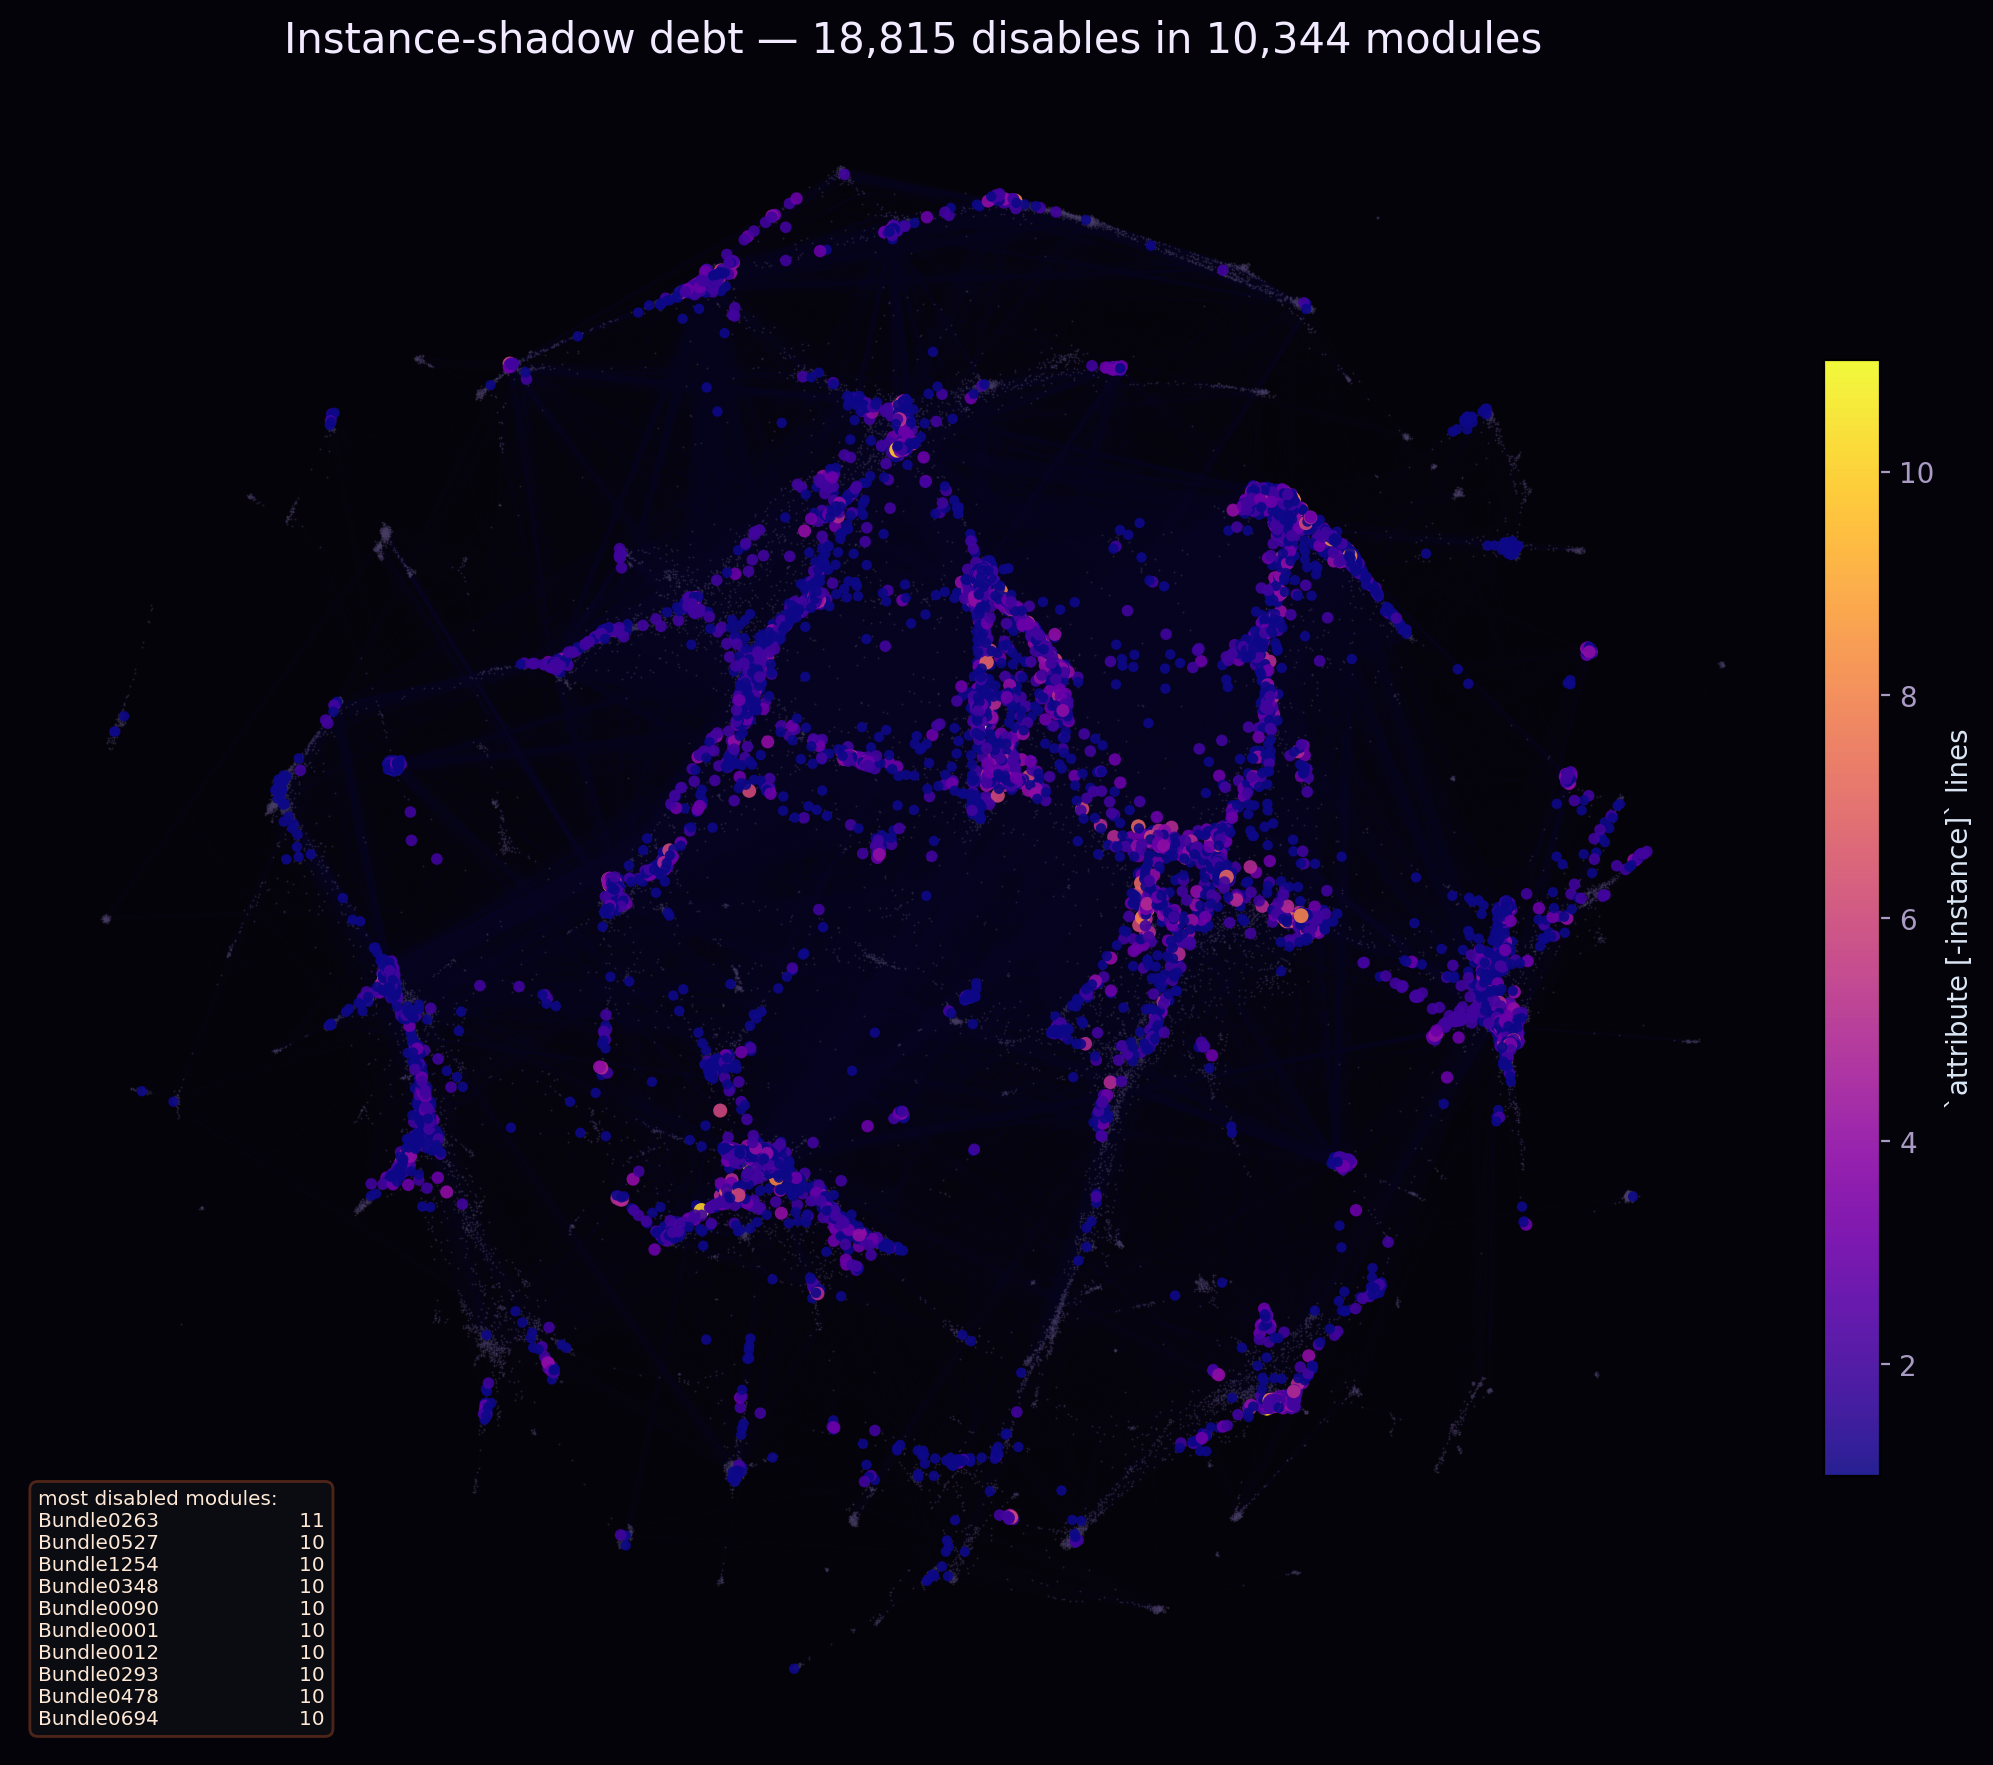 Instance-shadow debt — 18,815 disables in 10,344 modules
10
8
6
4
2
`attribute [-instance]` lines
most disabled modules:
Bundle0263 11
Bundle0527 10
Bundle1254 10
Bundle0348 10
Bundle0090 10
Bundle0001 10
Bundle0012 10
Bundle0293 10
Bundle0478 10
Bundle0694 10